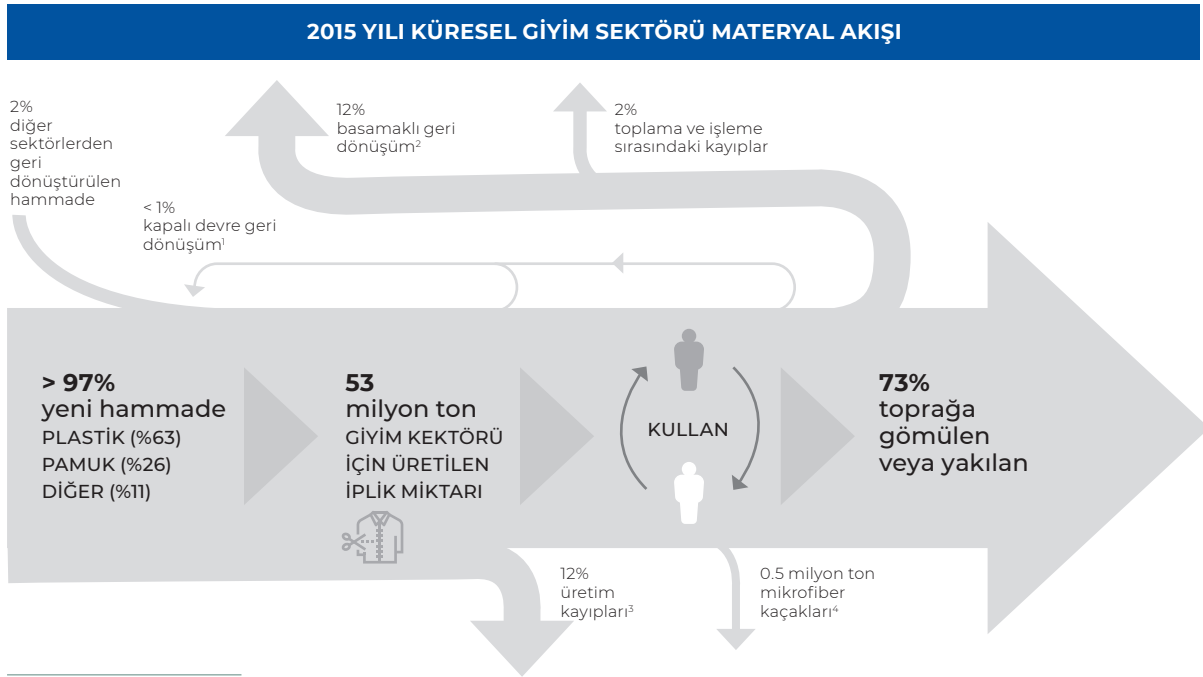 2015 YILI KÜRESEL GİYİM SEKTÖRÜ MATERYAL AKIŞI
2%
diğer
sektörlerden
geri
dönüştürülen
hammade
< 1%
kapalı devre geri
dönüşüm¹
12%
basamaklı geri
dönüşüm²
2%
toplama ve işleme
sırasındaki kayıplar
> 97%
yeni hammade
PLASTİK (%63)
PAMUK (%26)
DİĞER (%11)
53
milyon ton
GİYİM KEKTÖRÜ
İÇİN ÜRETİLEN
İPLİK MİKTARI
KULLAN
73%
toprağa
gömülen
veya yakılan
12%
üretim
kayıpları³
0.5 milyon ton
mikrofiber
kaçakları⁴